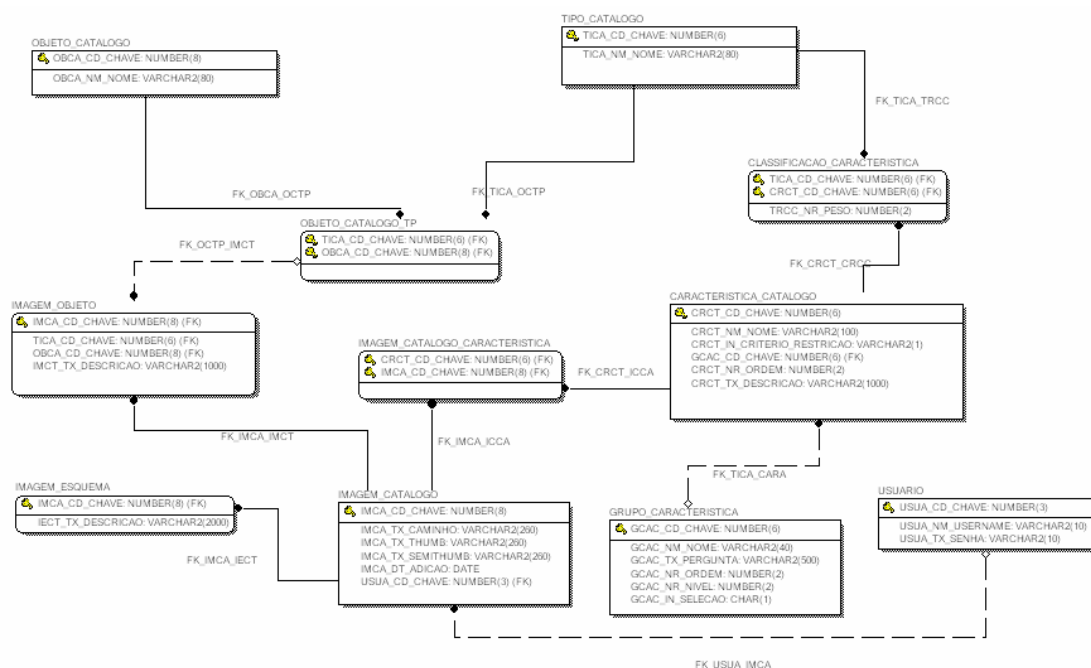 TIPO_CATALOGO
TICA_CD_CHAVE: NUMBER(6)
TICA_NM_NOME: VARCHAR2(80)
OBJETO_CATALOGO
OBCA_CD_CHAVE: NUMBER(8)
OBCA_NM_NOME: VARCHAR2(80)
FK_TICA_TRCC
CLASSIFICACAO_CARACTERISTICA
TICA_CD_CHAVE: NUMBER(6) (FK)
CRCT_CD_CHAVE: NUMBER(6) (FK)
TRCC_NR_PESO: NUMBER(2)
FK_OBCA_OCTP
FK_TICA_OCTP
OBJETO_CATALOGO_TP
TICA_CD_CHAVE: NUMBER(6) (FK)
OBCA_CD_CHAVE: NUMBER(8) (FK)
FK_OCTP_IMCT
FK_CRCT_CRCC
IMAGEM_OBJETO
IMCA_CD_CHAVE: NUMBER(8) (FK)
TICA_CD_CHAVE: NUMBER(6) (FK)
OBCA_CD_CHAVE: NUMBER(8) (FK)
IMCT_TX_DESCRICAO: VARCHAR2(1000)
CARACTERISTICA_CATALOGO
CRCT_CD_CHAVE: NUMBER(6)
CRCT_NM_NOME: VARCHAR2(100)
CRCT_IN_CRITERIO_RESTRICAO: VARCHAR2(1)
GCAC_CD_CHAVE: NUMBER(6) (FK)
CRCT_NR_ORDEM: NUMBER(2)
CRCT_TX_DESCRICAO: VARCHAR2(1000)
IMAGEM_CATALOGO_CARACTERISTICA
CRCT_CD_CHAVE: NUMBER(6) (FK)
IMCA_CD_CHAVE: NUMBER(8) (FK)
FK_CRCT_ICCA
FK_IMCA_IMCT
FK_IMCA_ICCA
FK_TICA_CARA
IMAGEM_ESQUEMA
IMCA_CD_CHAVE: NUMBER(8) (FK)
IECT_TX_DESCRICAO: VARCHAR2(2000)
FK_IMCA_IECT
IMAGEM_CATALOGO
IMCA_CD_CHAVE: NUMBER(8)
IMCA_TX_CAMINHO: VARCHAR2(260)
IMCA_TX_THUMB: VARCHAR2(260)
IMCA_TX_SEMITHUMB: VARCHAR2(260)
IMCA_DT_ADICAO: DATE
USUA_CD_CHAVE: NUMBER(3) (FK)
GRUPO_CARACTERISTICA
GCAC_CD_CHAVE: NUMBER(6)
GCAC_NM_NOME: VARCHAR2(40)
GCAC_TX_PERGUNTA: VARCHAR2(500)
GCAC_NR_ORDEM: NUMBER(2)
GCAC_NR_NIVEL: NUMBER(2)
GCAC_IN_SELECAO: CHAR(1)
USUARIO
USUA_CD_CHAVE: NUMBER(3)
USUA_NM_USERNAME: VARCHAR2(10)
USUA_TX_SENHA: VARCHAR2(10)
FK_USUA_IMCA